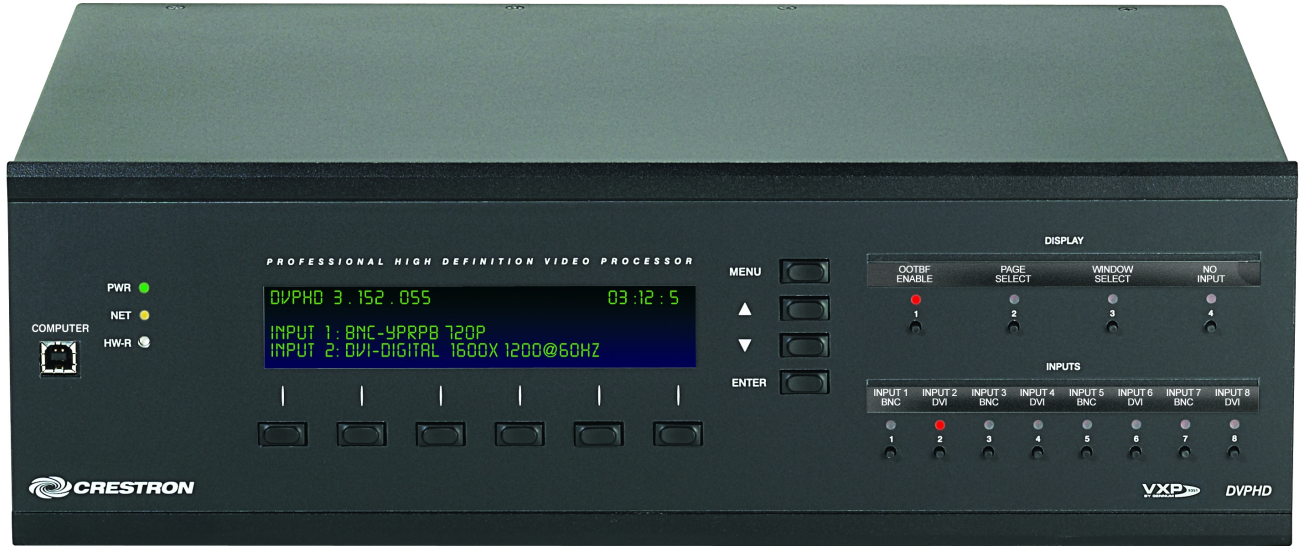 PROFESSIONAL HIGH DEFINITION VIDEO PROCESSOR
PWR
NET
HW-R
COMPUTER
DVPHD 3.152.055 03:12:5
INPUT 1: BNC-YPRPB 720P
INPUT 2: DVI-DIGITAL 1600X1200@60HZ
MENU
ENTER
DISPLAY
OOTBF ENABLE
PAGE SELECT
WINDOW SELECT
NO INPUT
1 2 3 4
INPUTS
INPUT 1 BNC
INPUT 2 DVI
INPUT 3 BNC
INPUT 4 DVI
INPUT 5 BNC
INPUT 6 DVI
INPUT 7 BNC
INPUT 8 DVI
1 2 3 4 5 6 7 8
CRESTRON
VXP
BY GENNUM
DVPHD